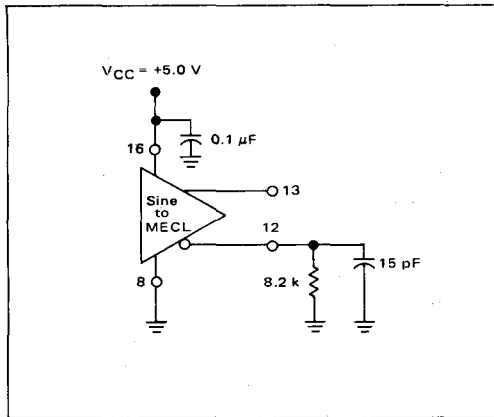 VCC = +5.0 V
0.1 μF
16
Sine
to
MECL
13
12
8
8.2 k
15 pF